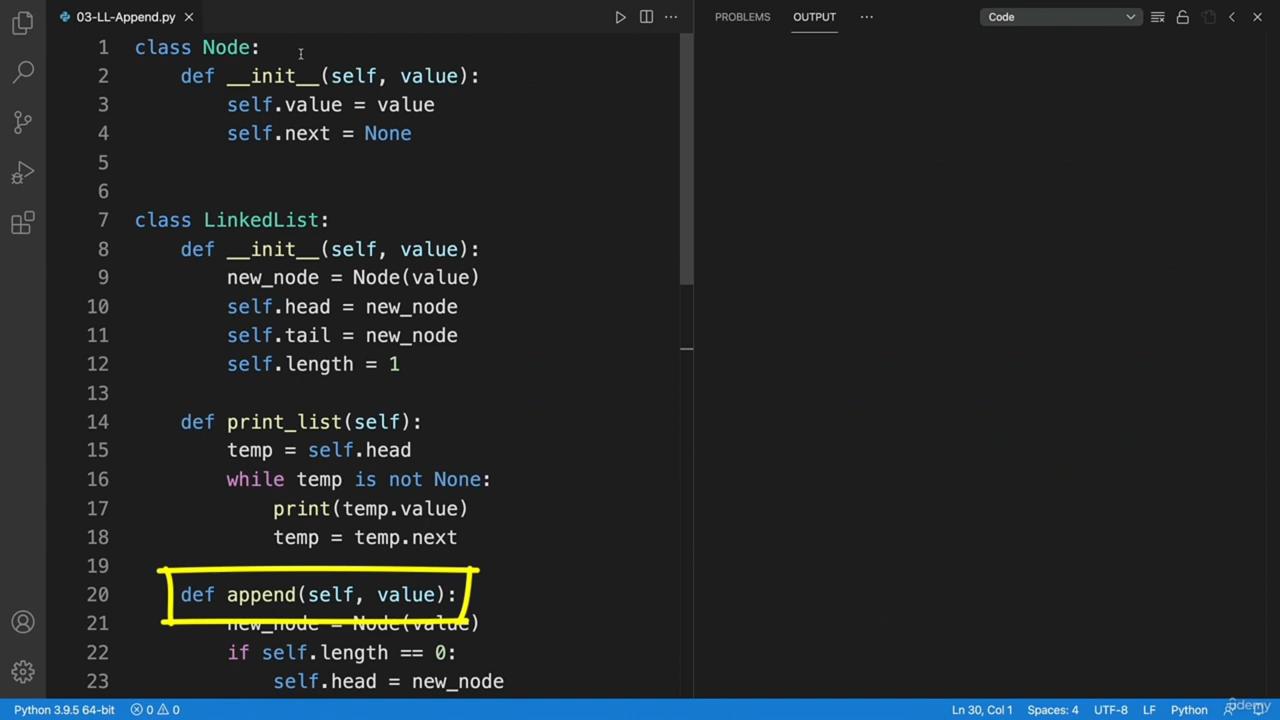 03-LL-Append.py
PROBLEMS
OUTPUT
Code
1 class Node:
2 def __init__(self, value):
3 self.value = value
4 self.next = None
5
6
7 class LinkedList:
8 def __init__(self, value):
9 new_node = Node(value)
10 self.head = new_node
11 self.tail = new_node
12 self.length = 1
13
14 def print_list(self):
15 temp = self.head
16 while temp is not None:
17 print(temp.value)
18 temp = temp.next
19
20 def append(self, value):
21 new_node = Node(value)
22 if self.length == 0:
23 self.head = new_node
Python 3.9.5 64-bit
0
0
Ln 30, Col 1
Spaces: 4
UTF-8
LF
Python
udemy